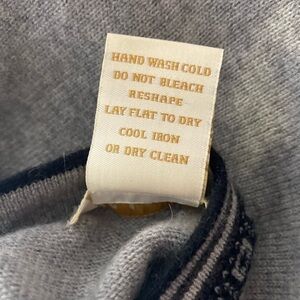 HAND WASH COLD
DO NOT BLEACH
RESHAPE
LAY FLAT TO DRY
COOL IRON
OR DRY CLEAN